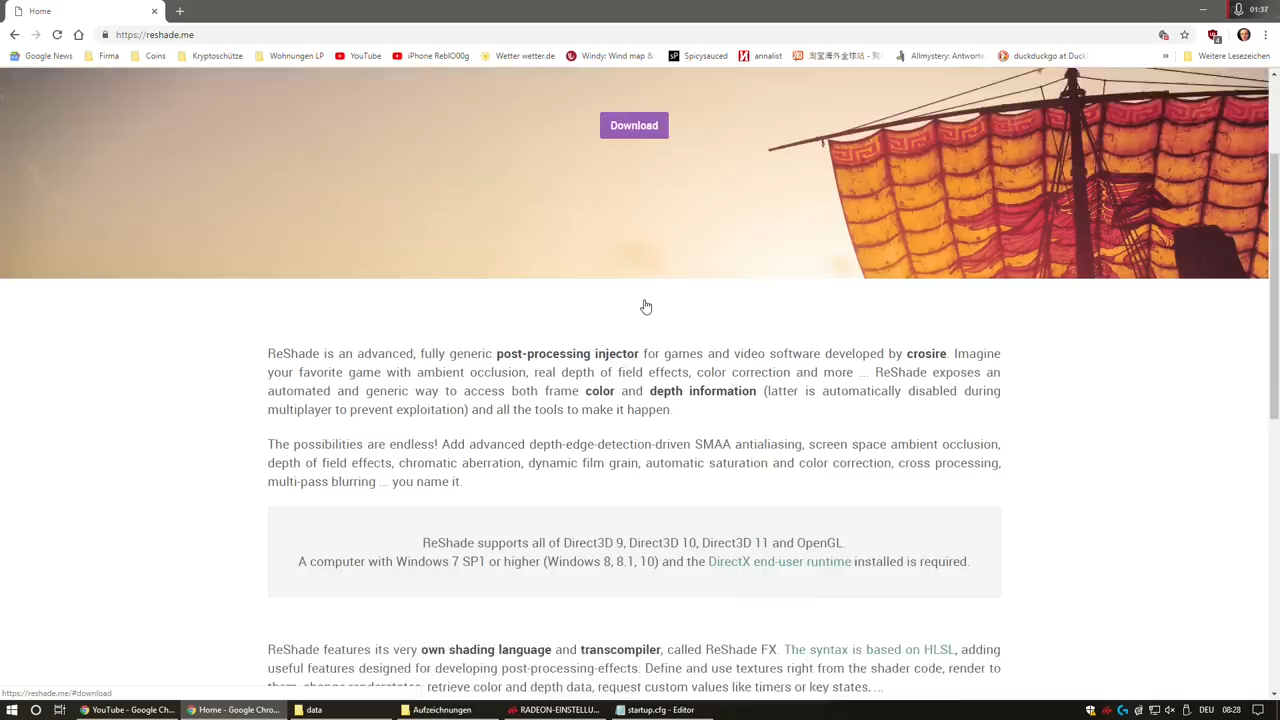 Home
01:37
https://reshade.me
Google News Firma Coins Kryptoschütze Wohnungen LP YouTube iPhone ReblO00g Wetter wetter.de Windy: Wind map & Spicysauced annalist Allmystery: Antworte duckduckgo at Duck » Weitere Lesezeichen
Download
ReShade is an advanced, fully generic post-processing injector for games and video software developed by crosire. Imagine
your favorite game with ambient occlusion, real depth of field effects, color correction and more ... ReShade exposes an
automated and generic way to access both frame color and depth information (latter is automatically disabled during
multiplayer to prevent exploitation) and all the tools to make it happen.
The possibilities are endless! Add advanced depth-edge-detection-driven SMAA antialiasing, screen space ambient occlusion,
depth of field effects, chromatic aberration, dynamic film grain, automatic saturation and color correction, cross processing,
multi-pass blurring ... you name it.
ReShade supports all of Direct3D 9, Direct3D 10, Direct3D 11 and OpenGL.
A computer with Windows 7 SP1 or higher (Windows 8, 8.1, 10) and the DirectX end-user runtime installed is required.
ReShade features its very own shading language and transcompiler, called ReShade FX. The syntax is based on HLSL, adding
useful features designed for developing post-processing-effects: Define and use textures right from the shader code, render to
retrieve color and depth data, request custom values like timers or key states. ...
https://reshade.me/#download
YouTube - Google Ch... Home - Google Chro... data Aufzeichnungen RADEON-EINSTELLU... startup.cfg - Editor DEU 08:28